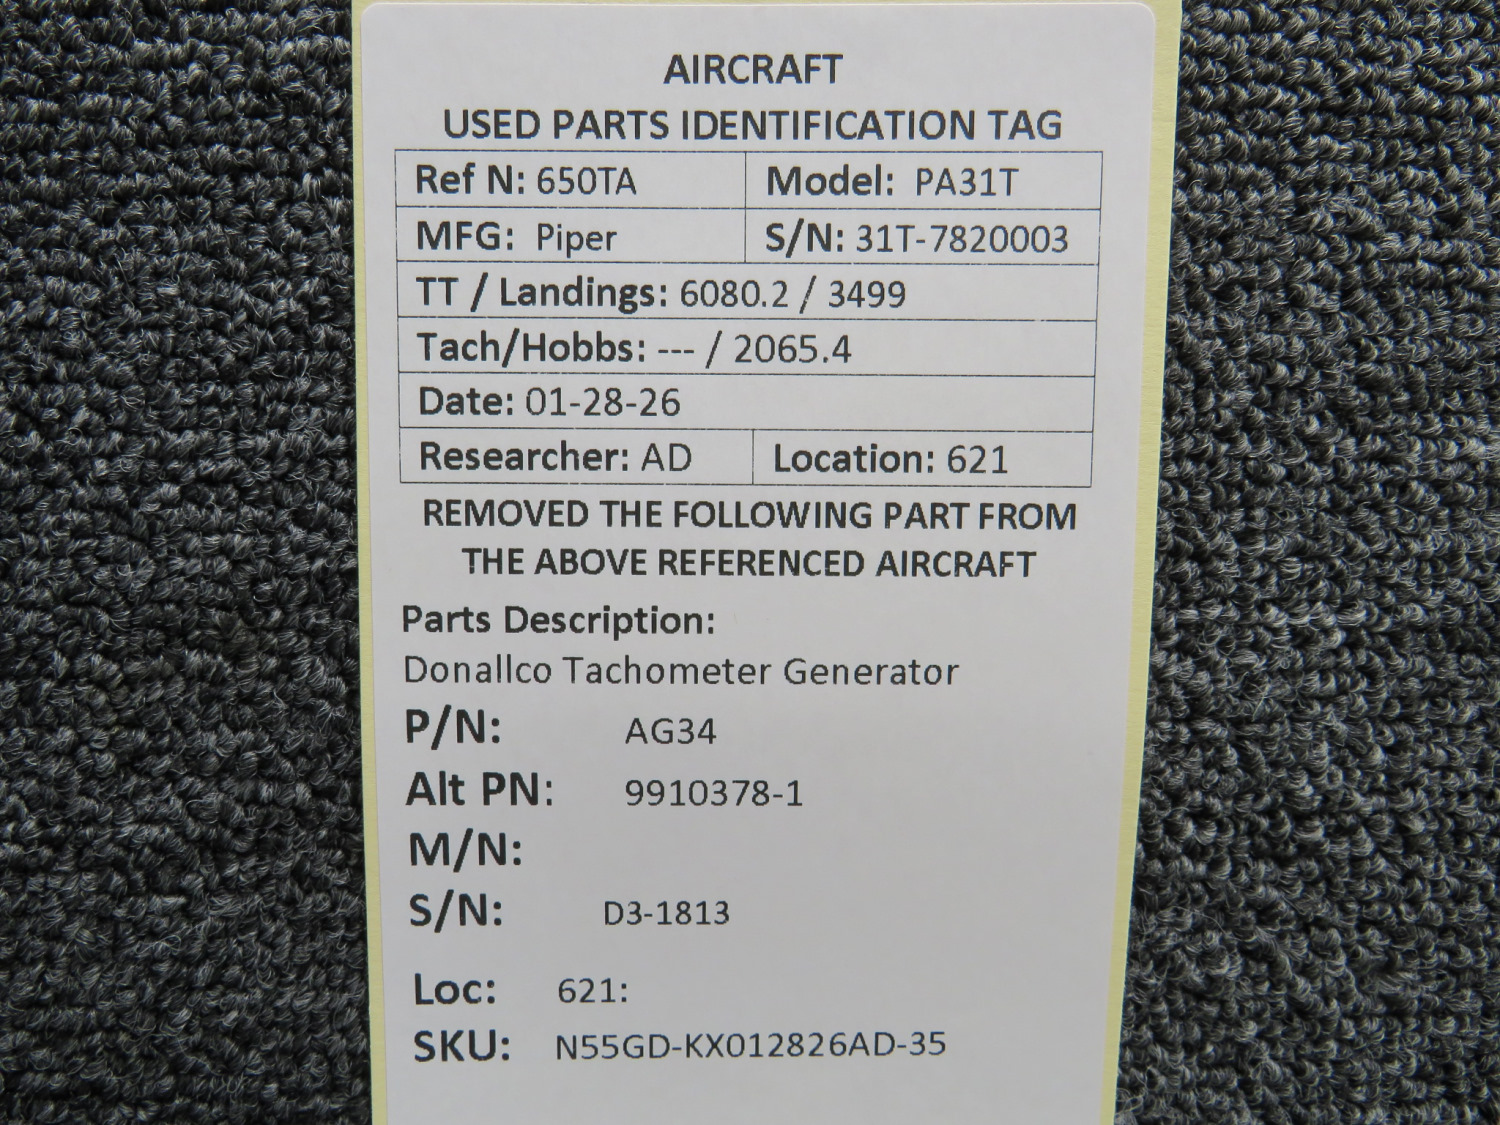 AIRCRAFT
USED PARTS IDENTIFICATION TAG
Ref N: 650TA Model: PA31T
MFG: Piper S/N: 31T-7820003
TT / Landings: 6080.2 / 3499
Tach/Hobbs: --- / 2065.4
Date: 01-28-26
Researcher: AD Location: 621
REMOVED THE FOLLOWING PART FROM
THE ABOVE REFERENCED AIRCRAFT
Parts Description:
Donallco Tachometer Generator
P/N: AG34
Alt PN: 9910378-1
M/N:
S/N: D3-1813
Loc: 621:
SKU: N55GD-KX012826AD-35